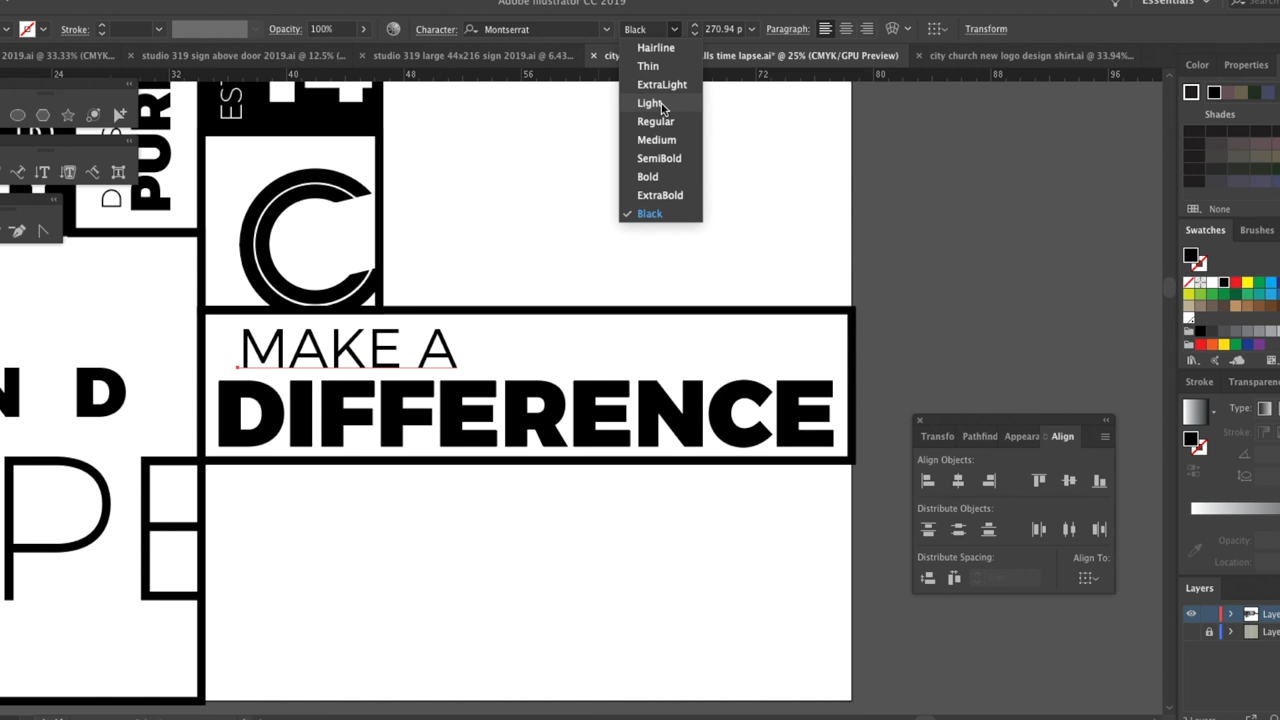 Adobe Illustrator CC 2019
Essentials
Stroke:
Opacity: 100%
Character: Montserrat
Black
270.94 p
Paragraph:
Transform
2019.ai @ 33.33% (CMYK...
studio 319 sign above door 2019.ai @ 12.5% (...
studio 319 large 44x216 sign 2019.ai @ 6.43...
city
lls time lapse.ai* @ 25% (CMYK/GPU Preview)
city church new logo design shirt.ai @ 33.94%...
24 32 40 48 56 72 80 88 96
Hairline
Thin
ExtraLight
Light
Regular
Medium
SemiBold
Bold
ExtraBold
Black
ES
PUR
D
C
MAKE A
DIFFERENCE
N D
PE
Color
Properties
Shades
None
Swatches
Brushes
Stroke
Transparen
Type:
Stroke:
Opacity:
Location:
Layers
Laye
Laye
Transfo
Pathfind
Appeara
Align
Align Objects:
Distribute Objects:
Distribute Spacing:
Align To: